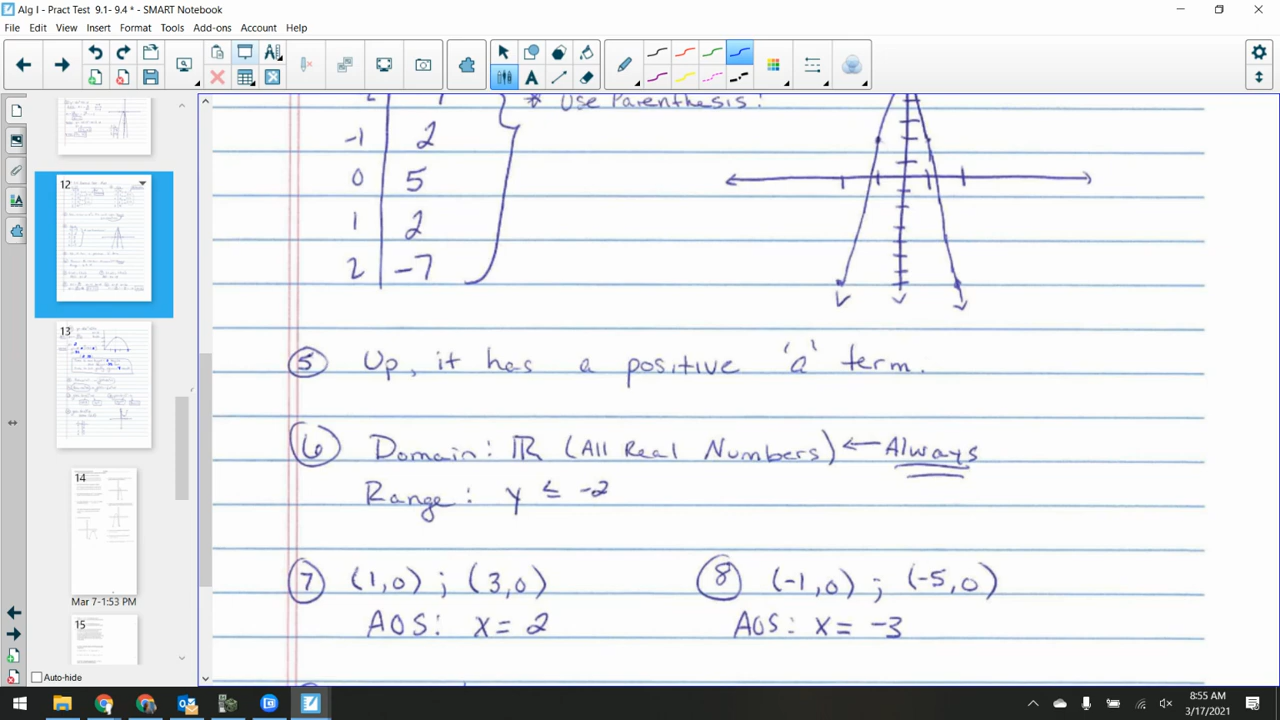 Alg I - Pract Test 9.1- 9.4 * - SMART Notebook
File Edit View Insert Format Tools Add-ons Account Help
* Use Parenthesis!
-1 2
0 5
1 2
2 -7
5 Up, it has a positive 'a' term.
6 Domain: ℝ (All Real Numbers) ← Always
Range: y ≤ -2
7 (1,0) ; (3,0)
AOS: x = 2
8 (-1,0) ; (-5,0)
AOS: x = -3
12
13
14
Mar 7-1:53 PM
15
Auto-hide
8:55 AM
3/17/2021